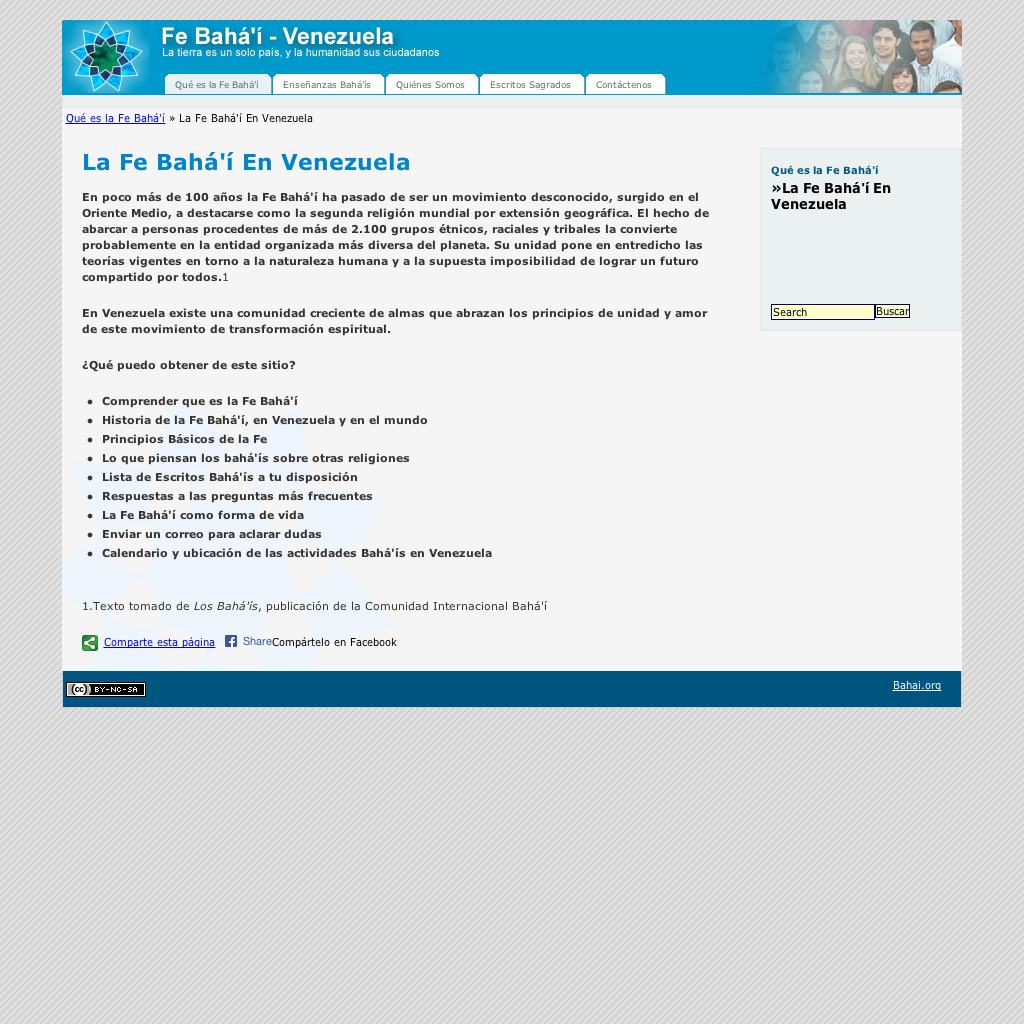 Fe Bahá'í - Venezuela
La tierra es un solo país, y la humanidad sus ciudadanos
Qué es la Fe Bahá'í
Enseñanzas Bahá'ís
Quiénes Somos
Escritos Sagrados
Contáctenos
Qué es la Fe Bahá'í » La Fe Bahá'í En Venezuela
La Fe Bahá'í En Venezuela
En poco más de 100 años la Fe Bahá'í ha pasado de ser un movimiento desconocido, surgido en el
Oriente Medio, a destacarse como la segunda religión mundial por extensión geográfica. El hecho de
abarcar a personas procedentes de más de 2.100 grupos étnicos, raciales y tribales la convierte
probablemente en la entidad organizada más diversa del planeta. Su unidad pone en entredicho las
teorías vigentes en torno a la naturaleza humana y a la supuesta imposibilidad de lograr un futuro
compartido por todos.1
En Venezuela existe una comunidad creciente de almas que abrazan los principios de unidad y amor
de este movimiento de transformación espiritual.
¿Qué puedo obtener de este sitio?
• Comprender que es la Fe Bahá'í
• Historia de la Fe Bahá'í, en Venezuela y en el mundo
• Principios Básicos de la Fe
• Lo que piensan los bahá'ís sobre otras religiones
• Lista de Escritos Bahá'ís a tu disposición
• Respuestas a las preguntas más frecuentes
• La Fe Bahá'í como forma de vida
• Enviar un correo para aclarar dudas
• Calendario y ubicación de las actividades Bahá'ís en Venezuela
1.Texto tomado de Los Bahá'ís, publicación de la Comunidad Internacional Bahá'í
Comparte esta página
Share
Compártelo en Facebook
Qué es la Fe Bahá'í
»La Fe Bahá'í En
Venezuela
Search
Buscar
cc BY-NC-SA
Bahai.org